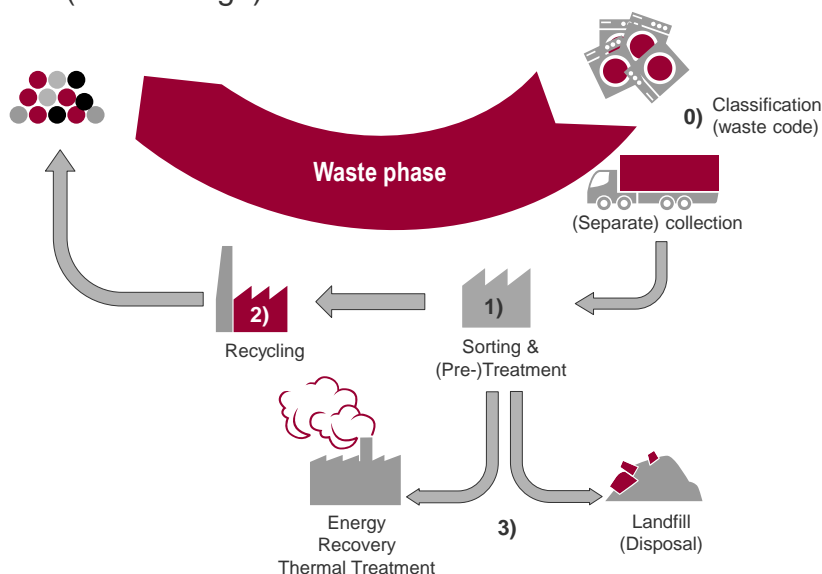 Waste phase
0) Classification
(waste code)
(Separate) collection
2)
1)
Recycling
Sorting &
(Pre-)Treatment
Energy
Recovery
Thermal Treatment
3)
Landfill
(Disposal)